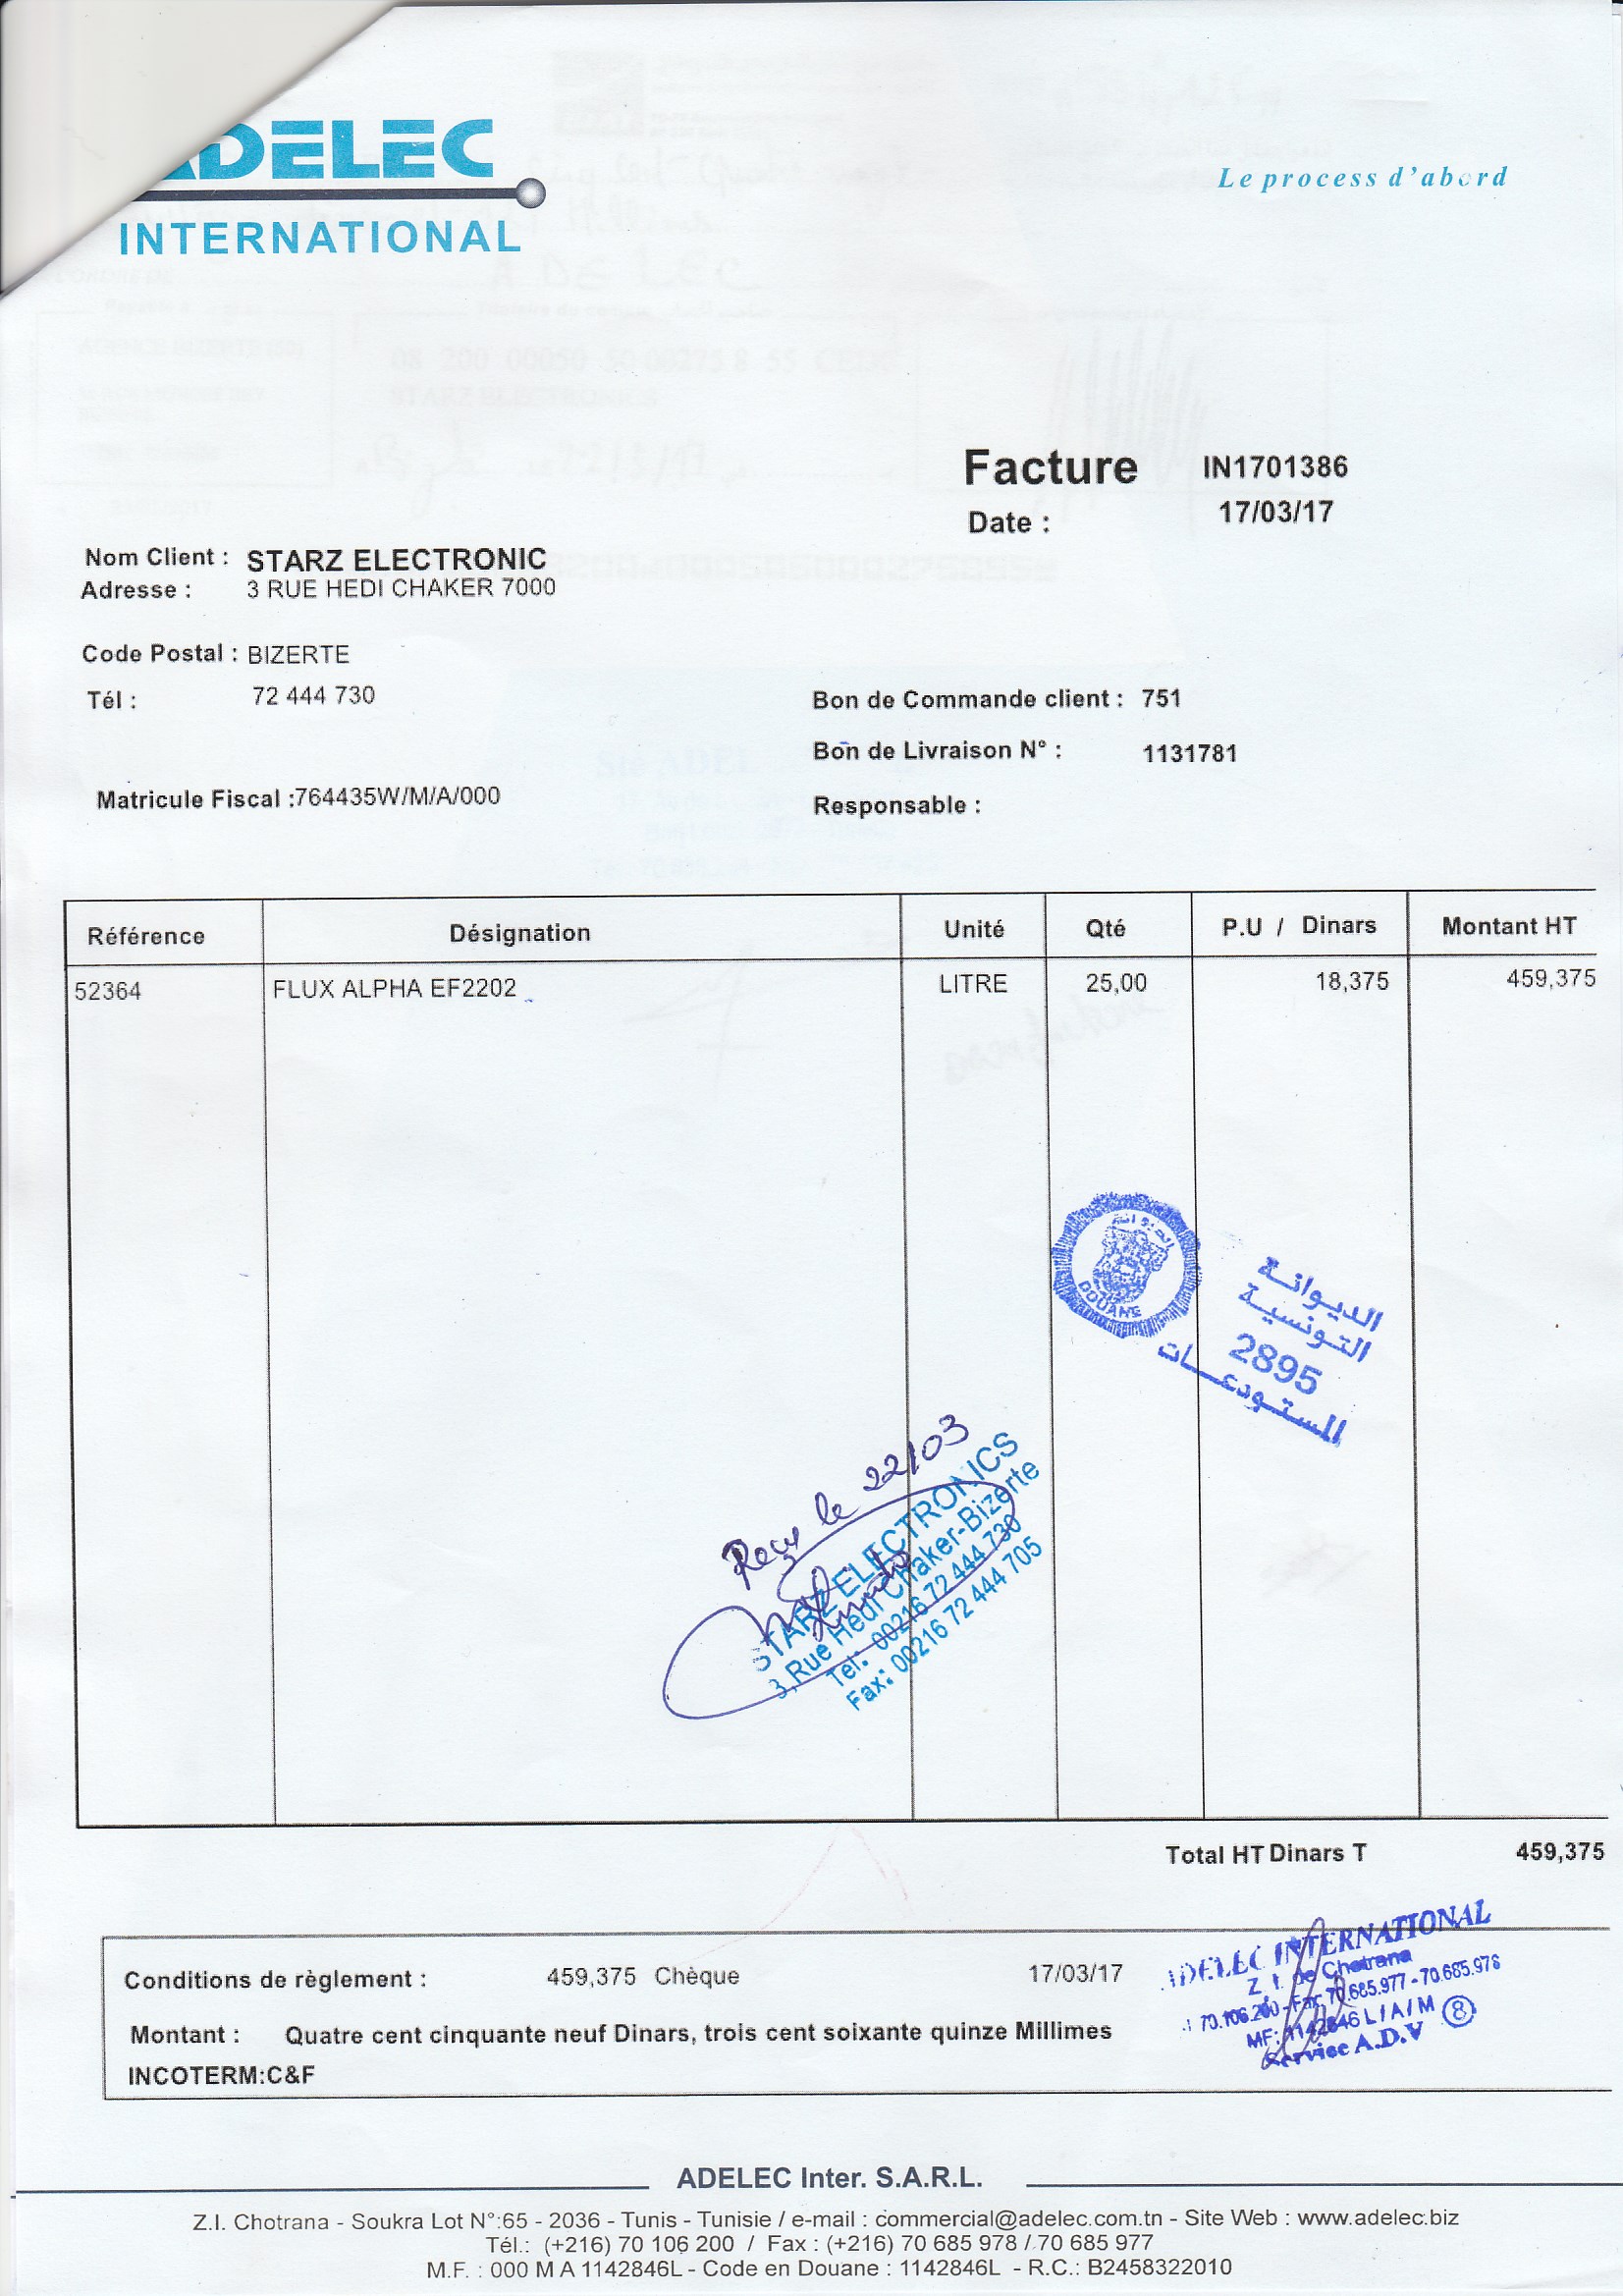 ADELEC
INTERNATIONAL
Le process d'abord
Facture IN1701386
Date : 17/03/17
Nom Client : STARZ ELECTRONIC
Adresse : 3 RUE HEDI CHAKER 7000
Code Postal : BIZERTE
Tél : 72 444 730
Bon de Commande client : 751
Bon de Livraison N° : 1131781
Matricule Fiscal :764435W/M/A/000
Responsable :
Référence Désignation Unité Qté P.U / Dinars Montant HT
52364 FLUX ALPHA EF2202 LITRE 25,00 18,375 459,375
الديوانة
DOUANE
الديوانة
التونسية
2895
المستودعات
Reçu le 22/03
STARZ ELECTRONICS
3, Rue Hédi Chaker-Bizerte
Tel: 00216 72 444 730
Fax: 00216 72 444 705
Total HT Dinars T 459,375
Conditions de règlement : 459,375 Chèque 17/03/17
Montant : Quatre cent cinquante neuf Dinars, trois cent soixante quinze Millimes
INCOTERM:C&F
ADELEC INTERNATIONAL
Z. I. de Chotrana
70.106.200 - Fax 70.685.977 - 70.685.978
MF: 1142846 L / A / M 8
Service A.D.V
ADELEC Inter. S.A.R.L.
Z.I. Chotrana - Soukra Lot N°:65 - 2036 - Tunis - Tunisie / e-mail : commercial@adelec.com.tn - Site Web : www.adelec.biz
Tél.: (+216) 70 106 200 / Fax : (+216) 70 685 978 / 70 685 977
M.F. : 000 M A 1142846L - Code en Douane : 1142846L - R.C.: B2458322010